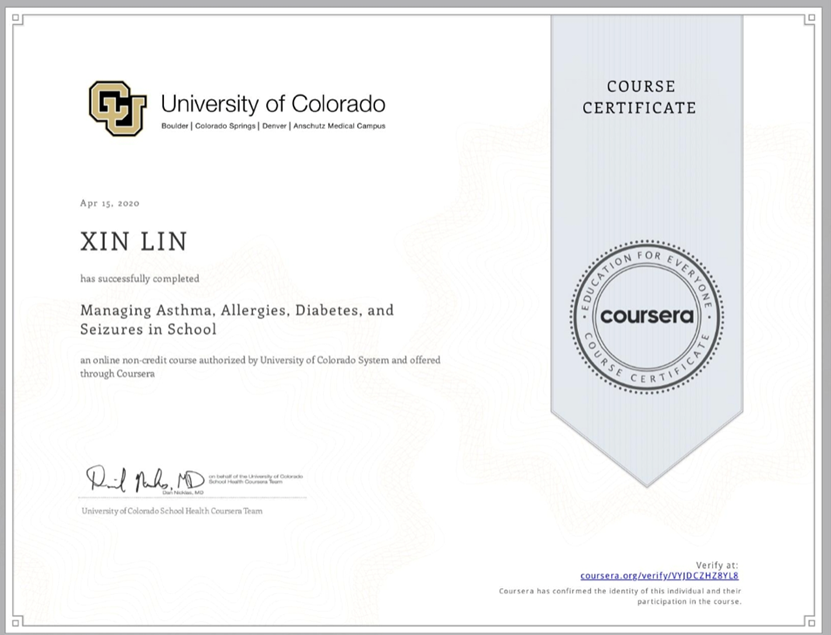 University of Colorado
Boulder | Colorado Springs | Denver | Anschutz Medical Campus
COURSE
CERTIFICATE
Apr 15, 2020
XIN LIN
has successfully completed
Managing Asthma, Allergies, Diabetes, and
Seizures in School
an online non-credit course authorized by University of Colorado System and offered
through Coursera
EDUCATION FOR EVERYONE
coursera
COURSE CERTIFICATE
on behalf of the University of Colorado
School Health Coursera Team
Dan Nicklas, MD
University of Colorado School Health Coursera Team
Verify at:
coursera.org/verify/VYJDCZHZ8YL8
Coursera has confirmed the identity of this individual and their
participation in the course.